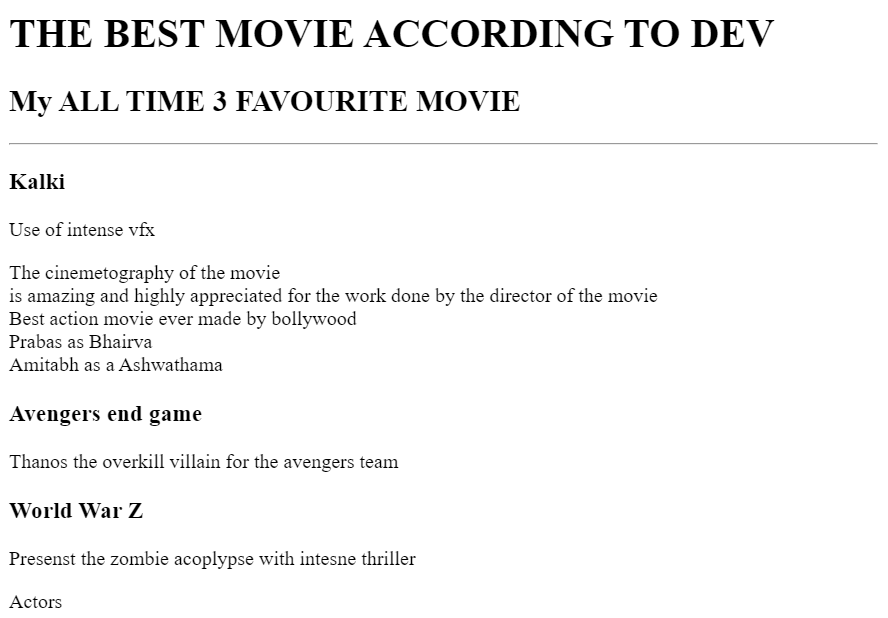 THE BEST MOVIE ACCORDING TO DEV
My ALL TIME 3 FAVOURITE MOVIE
Kalki
Use of intense vfx
The cinemetography of the movie
is amazing and highly appreciated for the work done by the director of the movie
Best action movie ever made by bollywood
Prabas as Bhairva
Amitabh as a Ashwathama
Avengers end game
Thanos the overkill villain for the avengers team
World War Z
Presenst the zombie acoplypse with intesne thriller
Actors